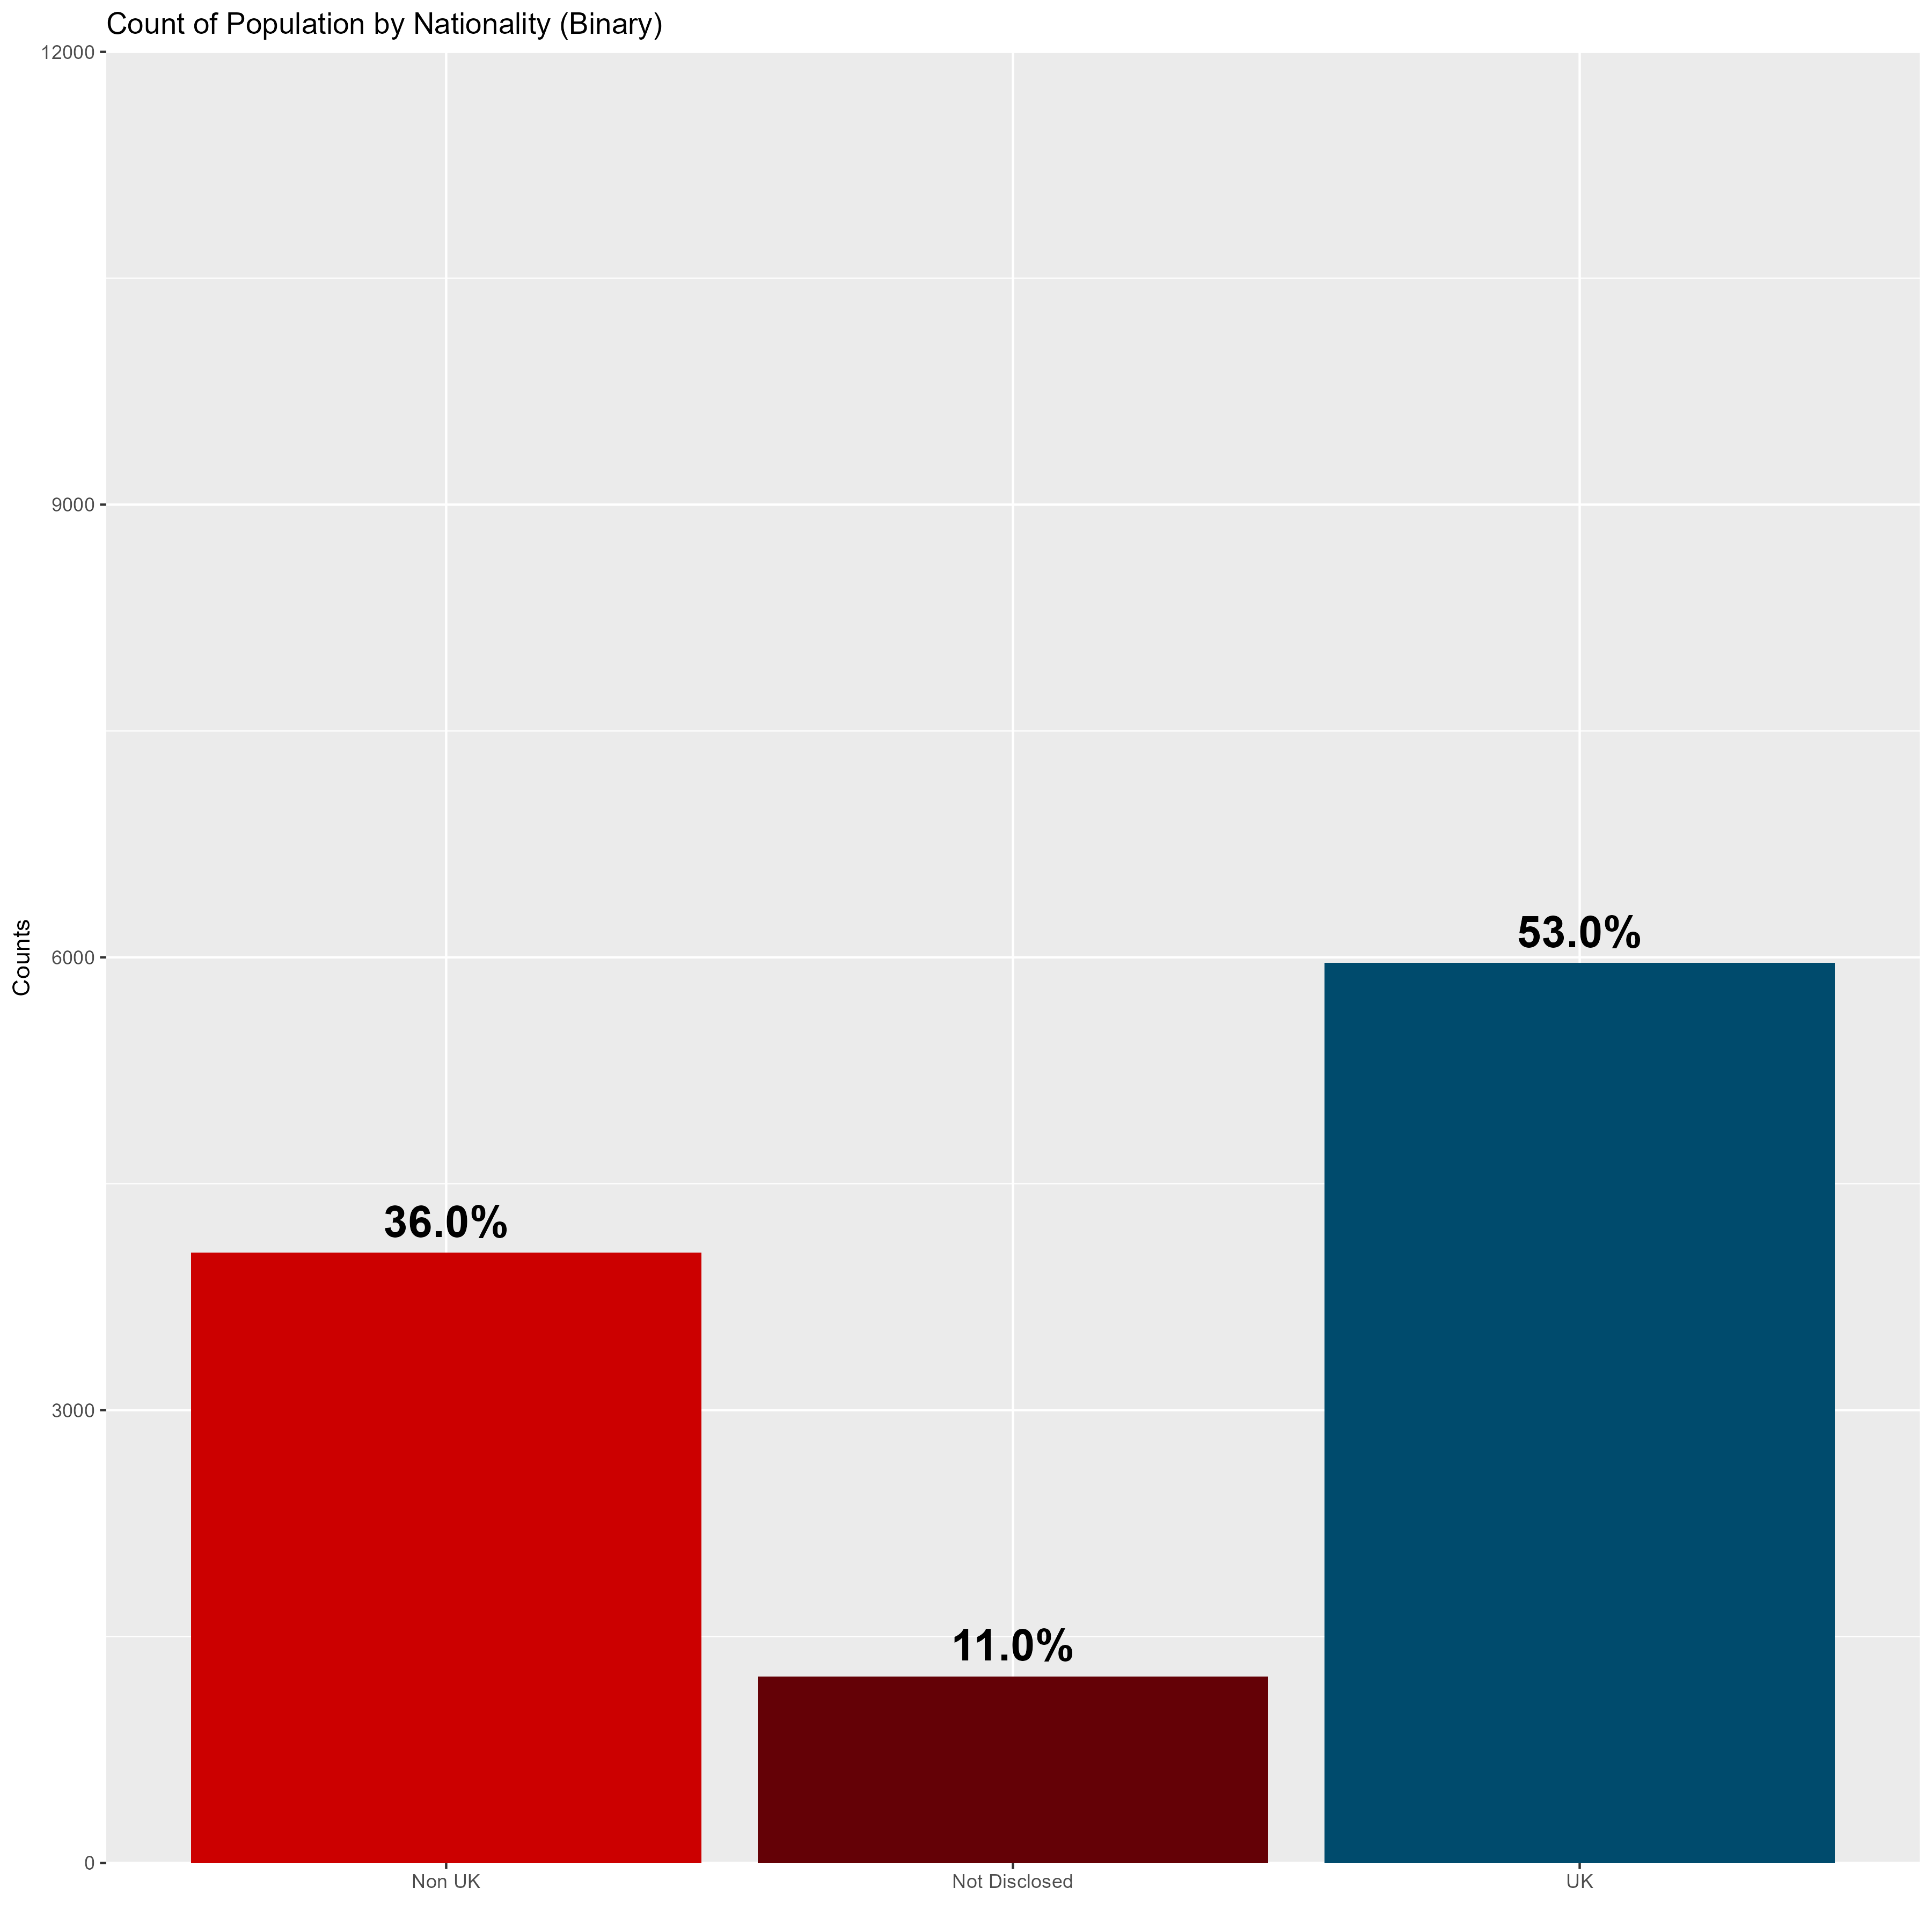 Count of Population by Nationality (Binary)
12000
9000
6000
3000
0
Counts
36.0%
11.0%
53.0%
Non UK
Not Disclosed
UK